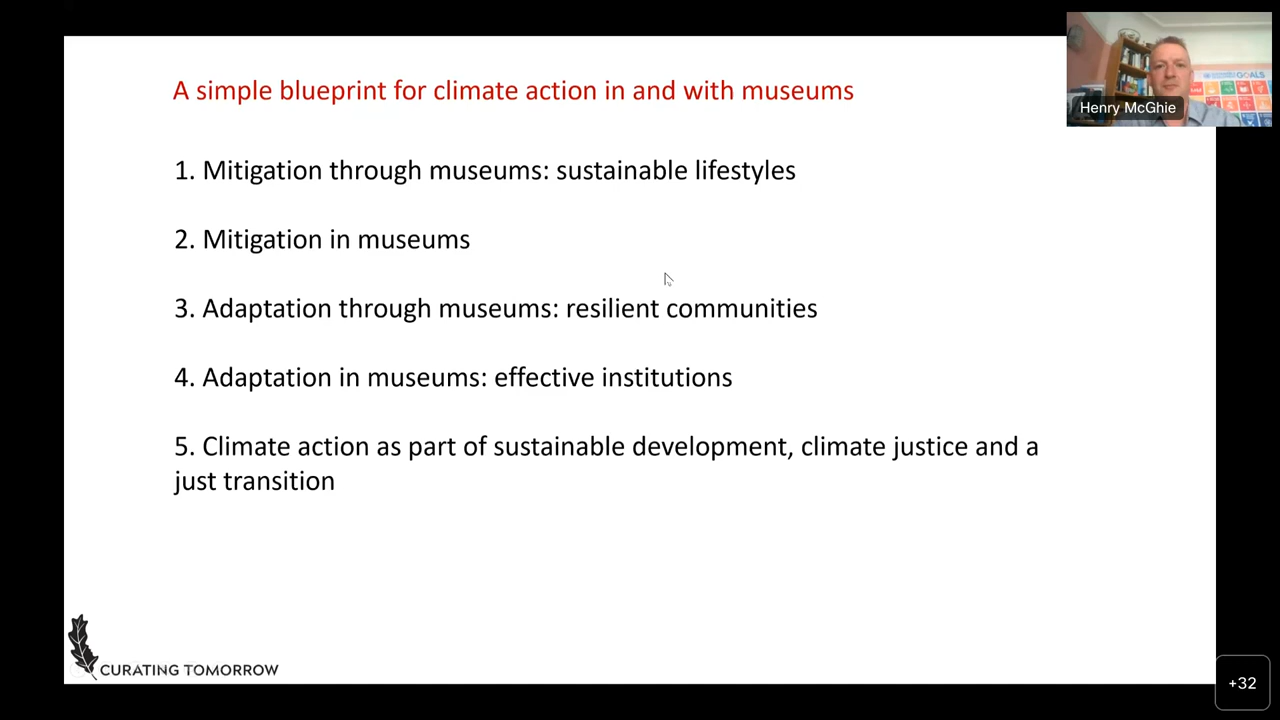 A simple blueprint for climate action in and with museums
1. Mitigation through museums: sustainable lifestyles
2. Mitigation in museums
3. Adaptation through museums: resilient communities
4. Adaptation in museums: effective institutions
5. Climate action as part of sustainable development, climate justice and a
just transition
CURATING TOMORROW
GOALS
Henry McGhie
+32